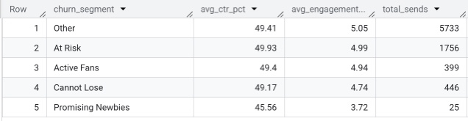 Row churn_segment avg_ctr_pct avg_engagement... total_sends
1 Other 49.41 5.05 5733
2 At Risk 49.93 4.99 1756
3 Active Fans 49.4 4.94 399
4 Cannot Lose 49.17 4.74 446
5 Promising Newbies 45.56 3.72 25